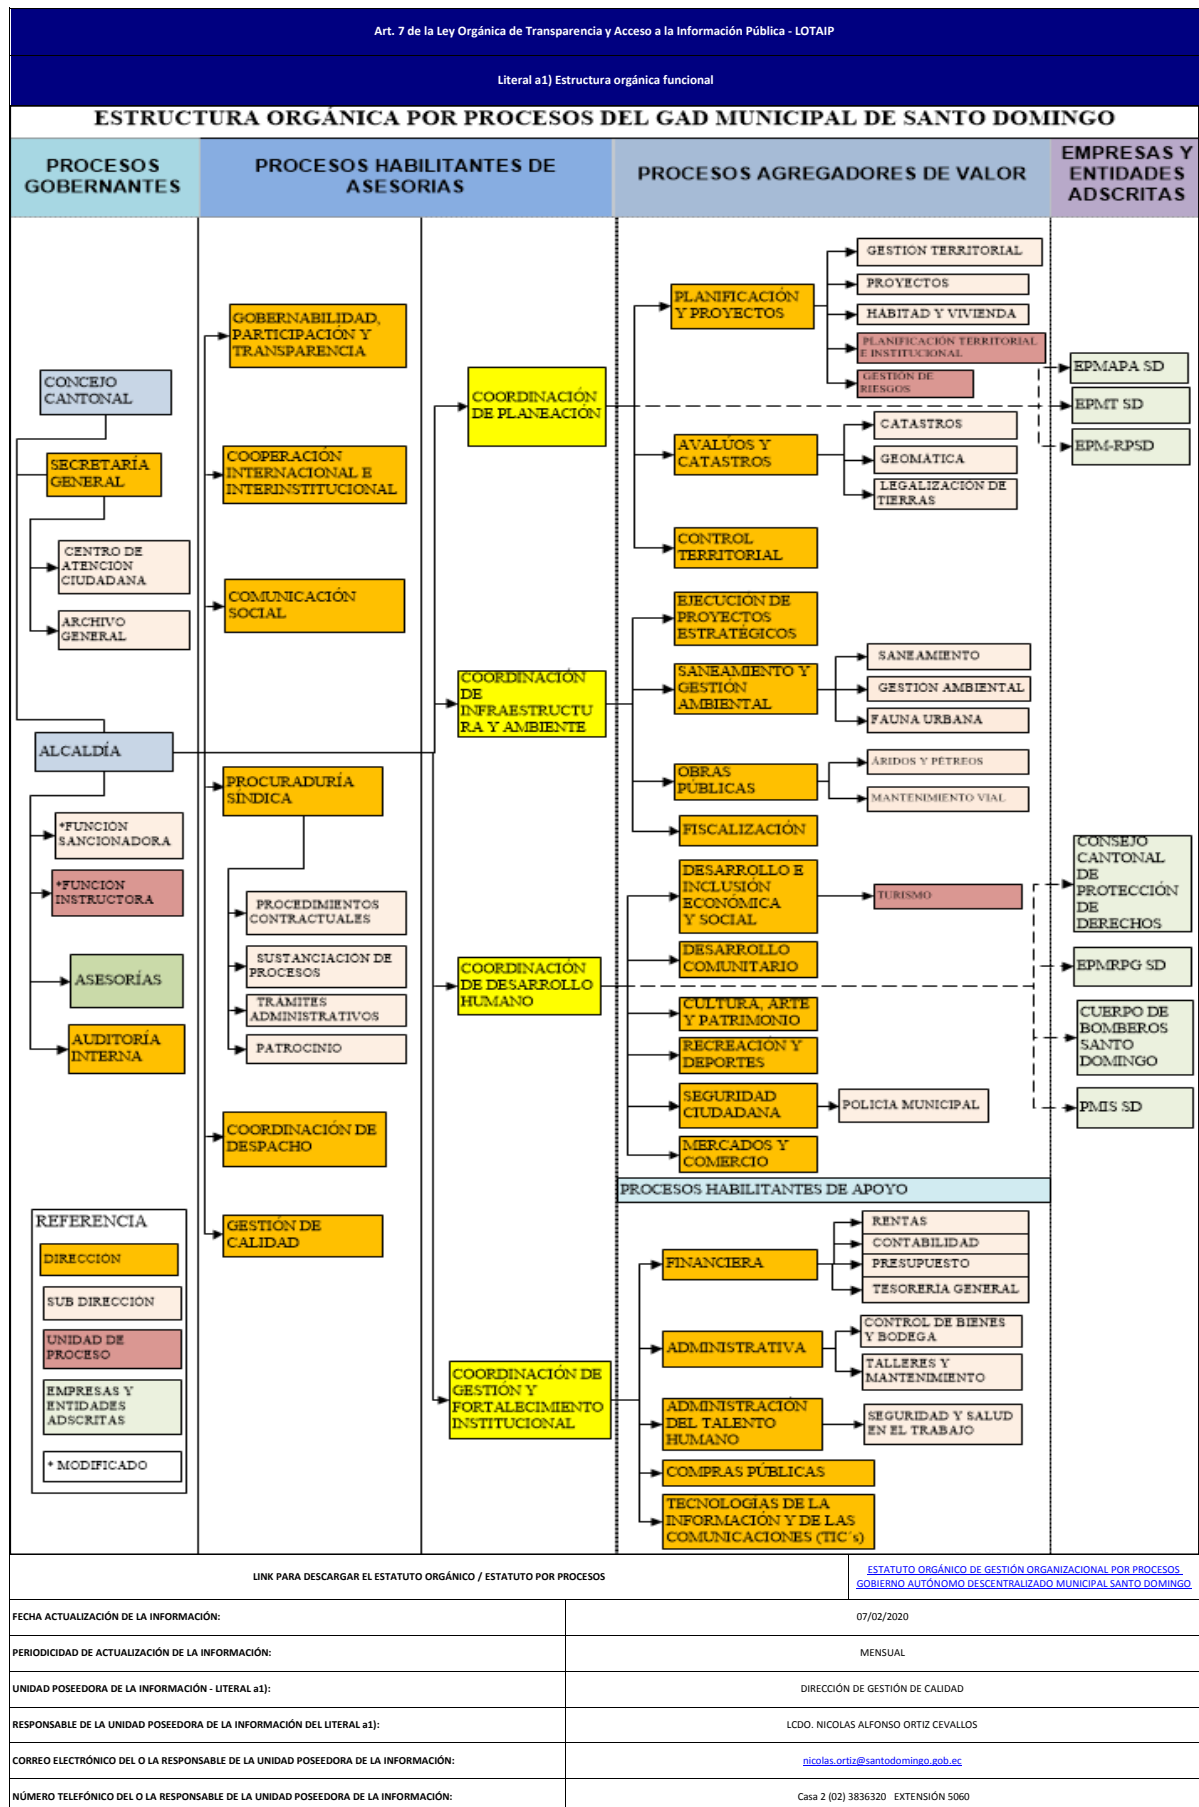 Art. 7 de la Ley Orgánica de Transparencia y Acceso a la Información Pública - LOTAIP
Literal a1) Estructura orgánica funcional
ESTRUCTURA ORGÁNICA POR PROCESOS DEL GAD MUNICIPAL DE SANTO DOMINGO
PROCESOS
GOBERNANTES
PROCESOS HABILITANTES DE
ASESORIAS
PROCESOS AGREGADORES DE VALOR
EMPRESAS Y
ENTIDADES
ADSCRITAS
CONCEJO
CANTONAL
SECRETARÍA
GENERAL
CENTRO DE
ATENCIÓN
CIUDADANA
ARCHIVO
GENERAL
ALCALDÍA
*FUNCIÓN
SANCIONADORA
*FUNCIÓN
INSTRUCTORA
ASESORÍAS
AUDITORÍA
INTERNA
REFERENCIA
DIRECCIÓN
SUB DIRECCIÓN
UNIDAD DE
PROCESO
EMPRESAS Y
ENTIDADES
ADSCRITAS
* MODIFICADO
GOBERNABILIDAD,
PARTICIPACIÓN Y
TRANSPARENCIA
COOPERACIÓN
INTERNACIONAL E
INTERINSTITUCIONAL
COMUNICACIÓN
SOCIAL
PROCURADURÍA
SÍNDICA
PROCEDIMIENTOS
CONTRACTUALES
SUSTANCIACIÓN DE
PROCESOS
TRÁMITES
ADMINISTRATIVOS
PATROCINIO
COORDINACIÓN DE
DESPACHO
GESTIÓN DE
CALIDAD
COORDINACIÓN
DE PLANEACIÓN
COORDINACIÓN
DE
INFRAESTRUCTU
RA Y AMBIENTE
COORDINACIÓN
DE DESARROLLO
HUMANO
COORDINACIÓN DE
GESTIÓN Y
FORTALECIMIENTO
INSTITUCIONAL
PLANIFICACIÓN
Y PROYECTOS
GESTIÓN TERRITORIAL
PROYECTOS
HABITAD Y VIVIENDA
PLANIFICACIÓN TERRITORIAL
E INSTITUCIONAL
GESTIÓN DE
RIESGOS
AVALÚOS Y
CATASTROS
CATASTROS
GEOMATICA
LEGALIZACIÓN DE
TIERRAS
CONTROL
TERRITORIAL
EJECUCIÓN DE
PROYECTOS
ESTRATÉGICOS
SANEAMIENTO Y
GESTIÓN
AMBIENTAL
SANEAMIENTO
GESTIÓN AMBIENTAL
FAUNA URBANA
OBRAS
PÚBLICAS
ÁRIDOS Y PÉTREOS
MANTENIMIENTO VIAL
FISCALIZACIÓN
DESARROLLO E
INCLUSIÓN
ECONÓMICA
Y SOCIAL
TURISMO
DESARROLLO
COMUNITARIO
CULTURA, ARTE
Y PATRIMONIO
RECREACIÓN Y
DEPORTES
SEGURIDAD
CIUDADANA
POLICIA MUNICIPAL
MERCADOS Y
COMERCIO
PROCESOS HABILITANTES DE APOYO
FINANCIERA
RENTAS
CONTABILIDAD
PRESUPUESTO
TESORERIA GENERAL
ADMINISTRATIVA
CONTROL DE BIENES
Y BODEGA
TALLERES Y
MANTENIMIENTO
ADMINISTRACIÓN
DEL TALENTO
HUMANO
SEGURIDAD Y SALUD
EN EL TRABAJO
COMPRAS PÚBLICAS
TECNOLOGÍAS DE LA
INFORMACIÓN Y DE LAS
COMUNICACIONES (TIC´s)
EPMAPA SD
EPMT SD
EPM-RPSD
CONSEJO
CANTONAL
DE
PROTECCIÓN
DE
DERECHOS
EPMRPG SD
CUERPO DE
BOMBEROS
SANTO
DOMINGO
PMIS SD
LINK PARA DESCARGAR EL ESTATUTO ORGÁNICO / ESTATUTO POR PROCESOS
ESTATUTO ORGÁNICO DE GESTIÓN ORGANIZACIONAL POR PROCESOS
GOBIERNO AUTÓNOMO DESCENTRALIZADO MUNICIPAL SANTO DOMINGO
FECHA ACTUALIZACIÓN DE LA INFORMACIÓN:
07/02/2020
PERIODICIDAD DE ACTUALIZACIÓN DE LA INFORMACIÓN:
MENSUAL
UNIDAD POSEEDORA DE LA INFORMACIÓN - LITERAL a1):
DIRECCIÓN DE GESTIÓN DE CALIDAD
RESPONSABLE DE LA UNIDAD POSEEDORA DE LA INFORMACIÓN DEL LITERAL a1):
LCDO. NICOLAS ALFONSO ORTIZ CEVALLOS
CORREO ELECTRÓNICO DEL O LA RESPONSABLE DE LA UNIDAD POSEEDORA DE LA INFORMACIÓN:
nicolas.ortiz@santodomingo.gob.ec
NÚMERO TELEFÓNICO DEL O LA RESPONSABLE DE LA UNIDAD POSEEDORA DE LA INFORMACIÓN:
Casa 2 (02) 3836320 EXTENSIÓN 5060